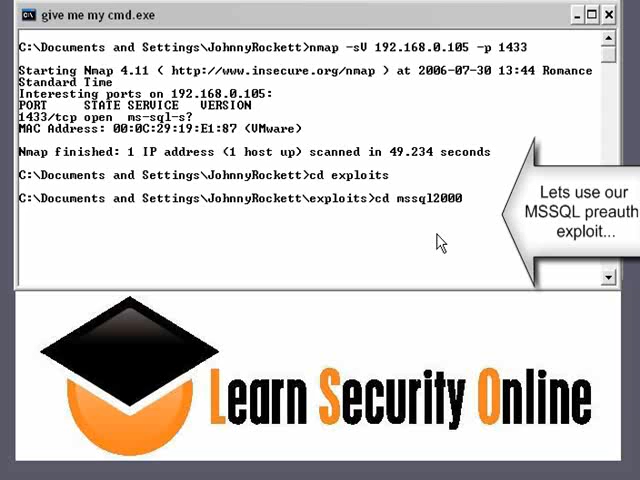 give me my cmd.exe
C:\Documents and Settings\JohnnyRockett>nmap -sV 192.168.0.105 -p 1433
Starting Nmap 4.11 ( http://www.insecure.org/nmap ) at 2006-07-30 13:44 Romance
Standard Time
Interesting ports on 192.168.0.105:
PORT     STATE SERVICE   VERSION
1433/tcp open  ms-sql-s?
MAC Address: 00:0C:29:19:E1:87 (VMware)
Nmap finished: 1 IP address (1 host up) scanned in 49.234 seconds
C:\Documents and Settings\JohnnyRockett>cd exploits
C:\Documents and Settings\JohnnyRockett\exploits>cd mssql2000
Lets use our
MSSQL preauth
exploit...
Learn Security Online